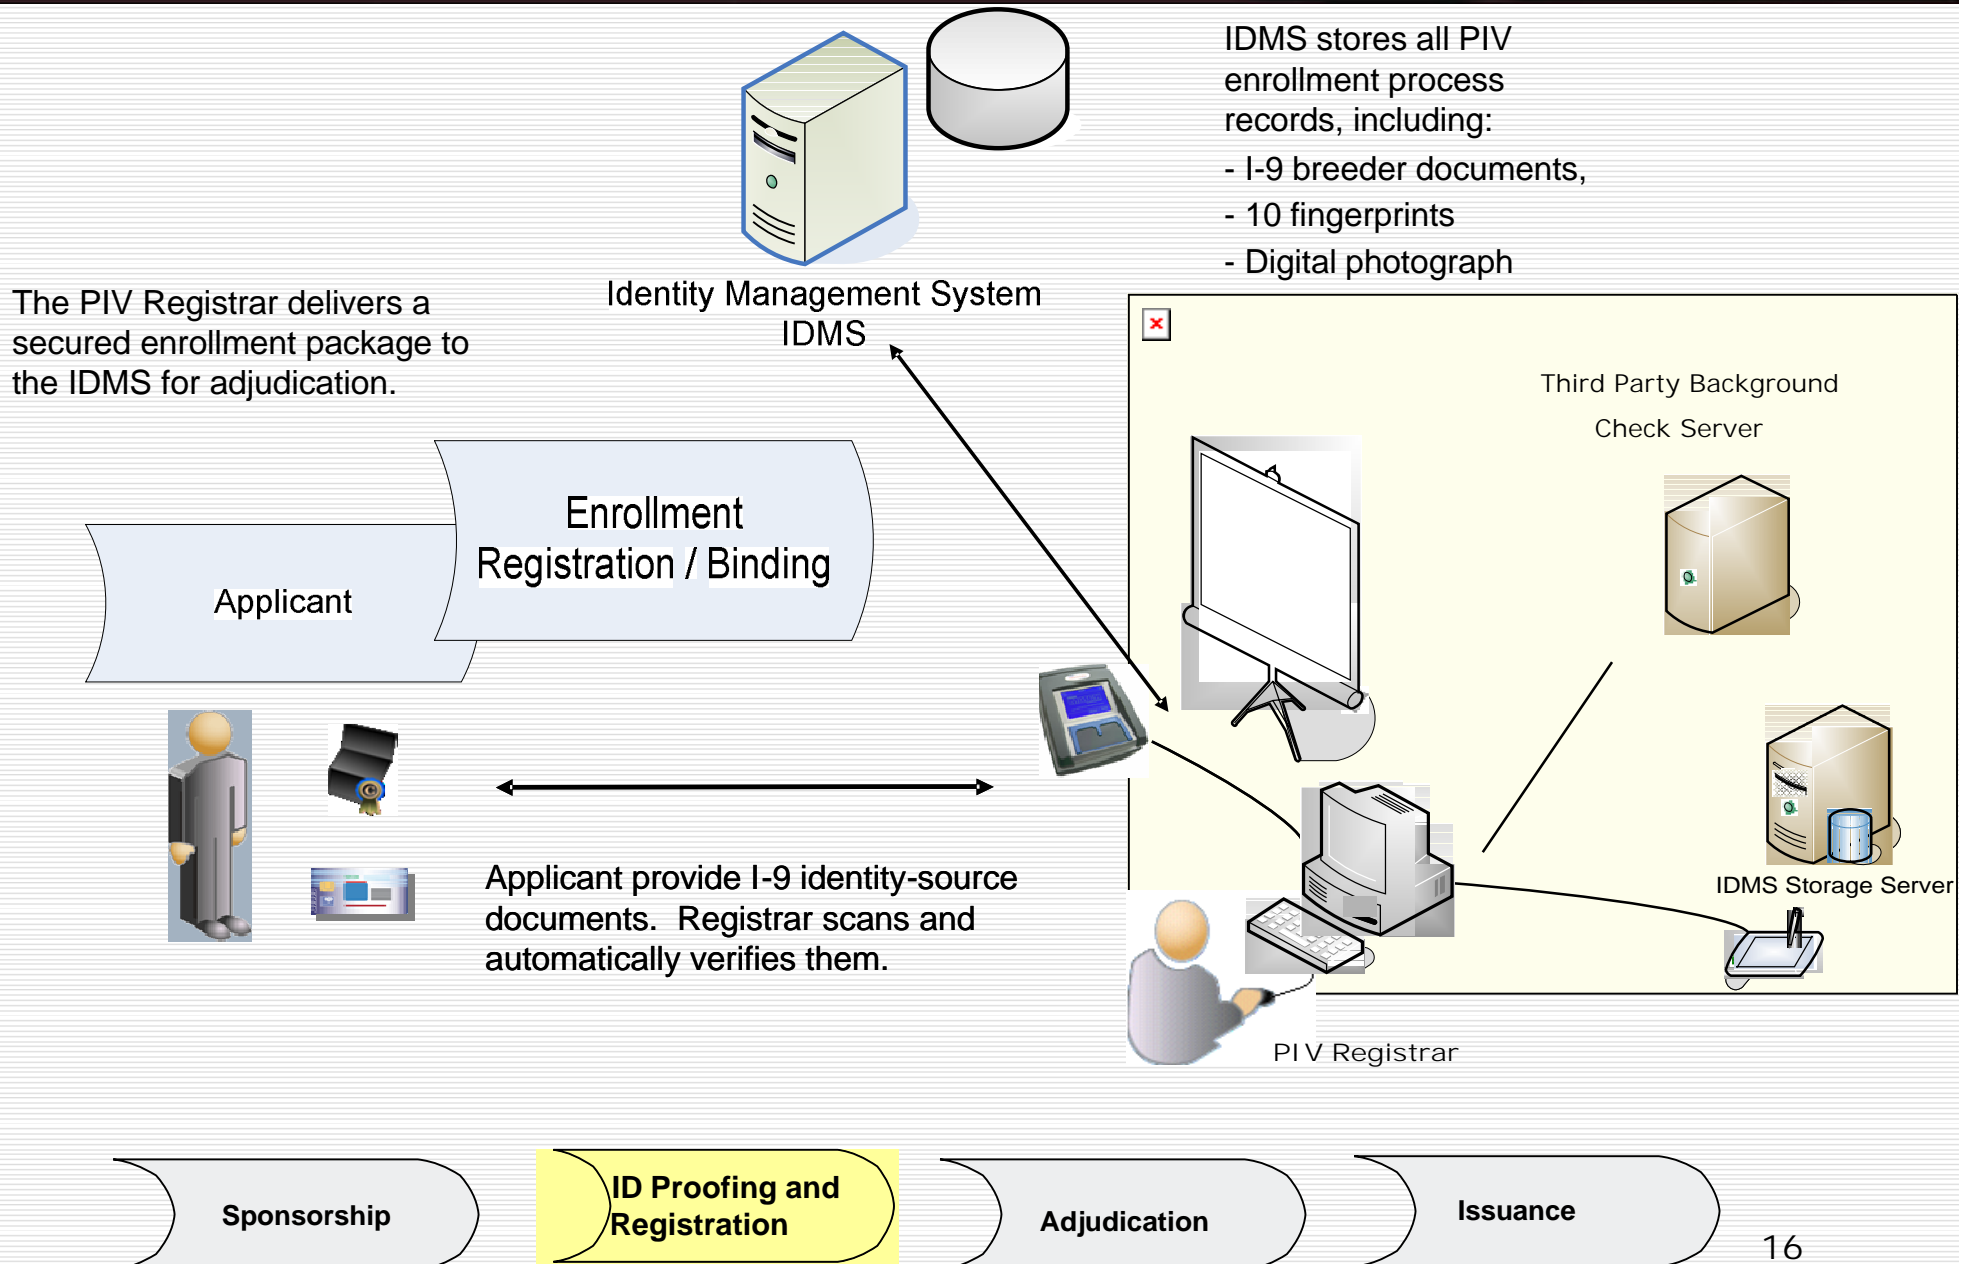 IDMS stores all PIV
enrollment process
records, including:
- I-9 breeder documents,
- 10 fingerprints
- Digital photograph
Identity Management System
IDMS
The PIV Registrar delivers a
secured enrollment package to
the IDMS for adjudication.
Third Party Background
Check Server
Enrollment
Registration / Binding
Applicant
IDMS Storage Server
Applicant provide I-9 identity-source
documents.  Registrar scans and
automatically verifies them.
PIV Registrar
Sponsorship
ID Proofing and
Registration
Adjudication
Issuance
16